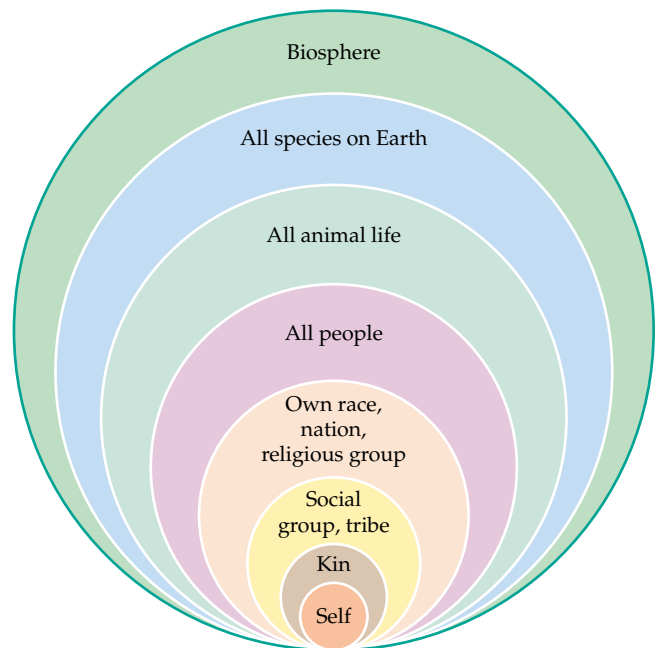 Biosphere
All species on Earth
All animal life
All people
Own race,
nation,
religious group
Social
group, tribe
Kin
Self